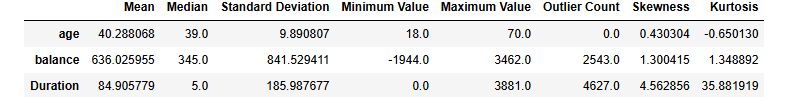 Mean Median Standard Deviation Minimum Value Maximum Value Outlier Count Skewness Kurtosis
age 40.288068 39.0 9.890807 18.0 70.0 0.0 0.430304 -0.650130
balance 636.025955 345.0 841.529411 -1944.0 3462.0 2543.0 1.300415 1.348892
Duration 84.905779 5.0 185.987677 0.0 3881.0 4627.0 4.562856 35.881919